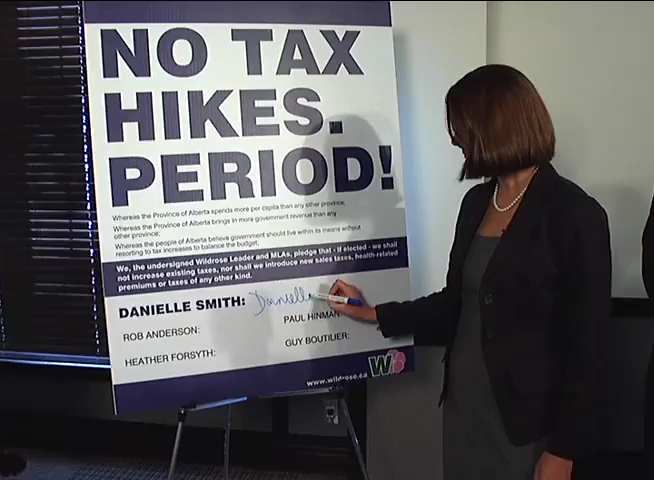 NO TAX
HIKES.
PERIOD!
Whereas the Province of Alberta spends more per capita than any other province;
Whereas the Province of Alberta brings in more government revenue than any
other province;
Whereas the people of Alberta believe government should live within its means without
resorting to tax increases to balance the budget;
We, the undersigned Wildrose Leader and MLAs, pledge that - if elected - we shall
not increase existing taxes, nor shall we introduce new sales taxes, health-related
premiums or taxes of any other kind.
DANIELLE SMITH: Danielle
ROB ANDERSON:
PAUL HINMAN
HEATHER FORSYTH:
GUY BOUTILIER:
www.wildrose.ca
W